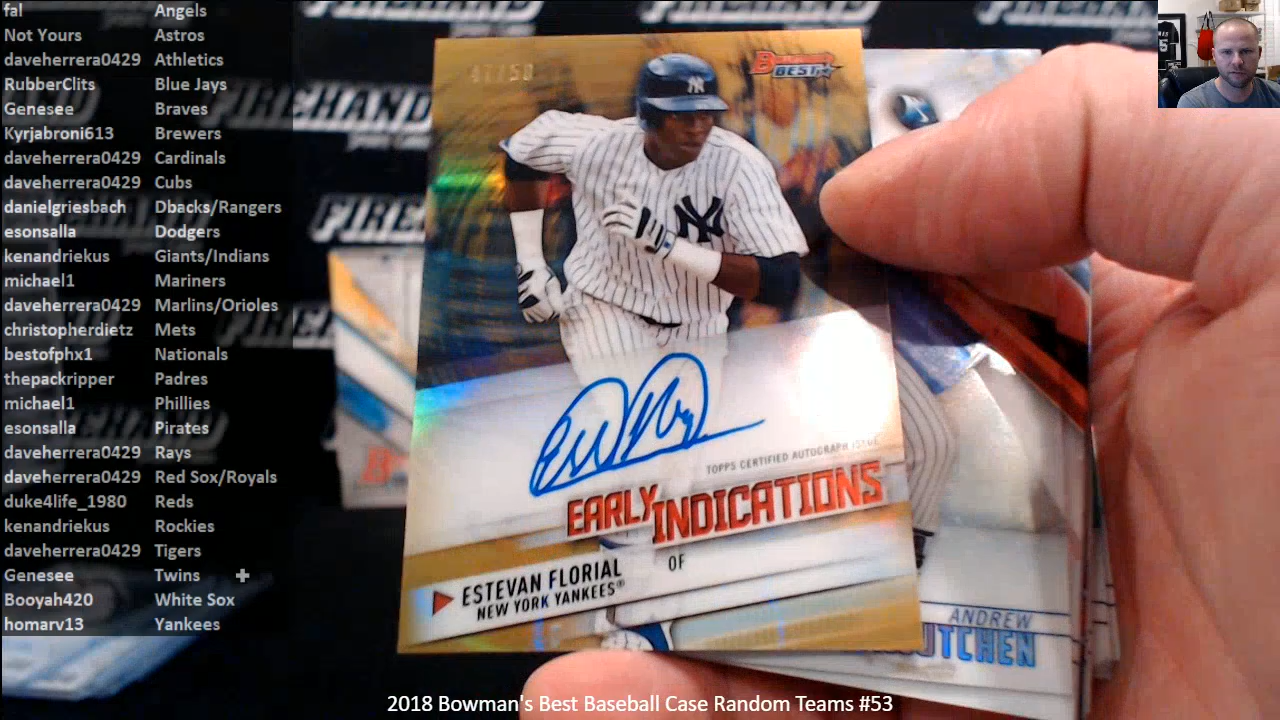 fal Angels
Not Yours Astros
daveherrera0429 Athletics
RubberClits Blue Jays
Genesee Braves
Kyrjabroni613 Brewers
daveherrera0429 Cardinals
daveherrera0429 Cubs
danielgriesbach Dbacks/Rangers
esonsalla Dodgers
kenandriekus Giants/Indians
michael1 Mariners
daveherrera0429 Marlins/Orioles
christopherdietz Mets
bestofphx1 Nationals
thepackripper Padres
michael1 Phillies
esonsalla Pirates
daveherrera0429 Rays
daveherrera0429 Red Sox/Royals
duke4life_1980 Reds
kenandriekus Rockies
daveherrera0429 Tigers
Genesee Twins +
Booyah420 White Sox
homarv13 Yankees
47/50
BOWMAN'S
BEST
NY
NY
TOPPS CERTIFIED AUTOGRAPH ISSUE
EARLY INDICATIONS
OF
ESTEVAN FLORIAL
NEW YORK YANKEES®
ANDREW
2018 Bowman's Best Baseball Case Random Teams #53